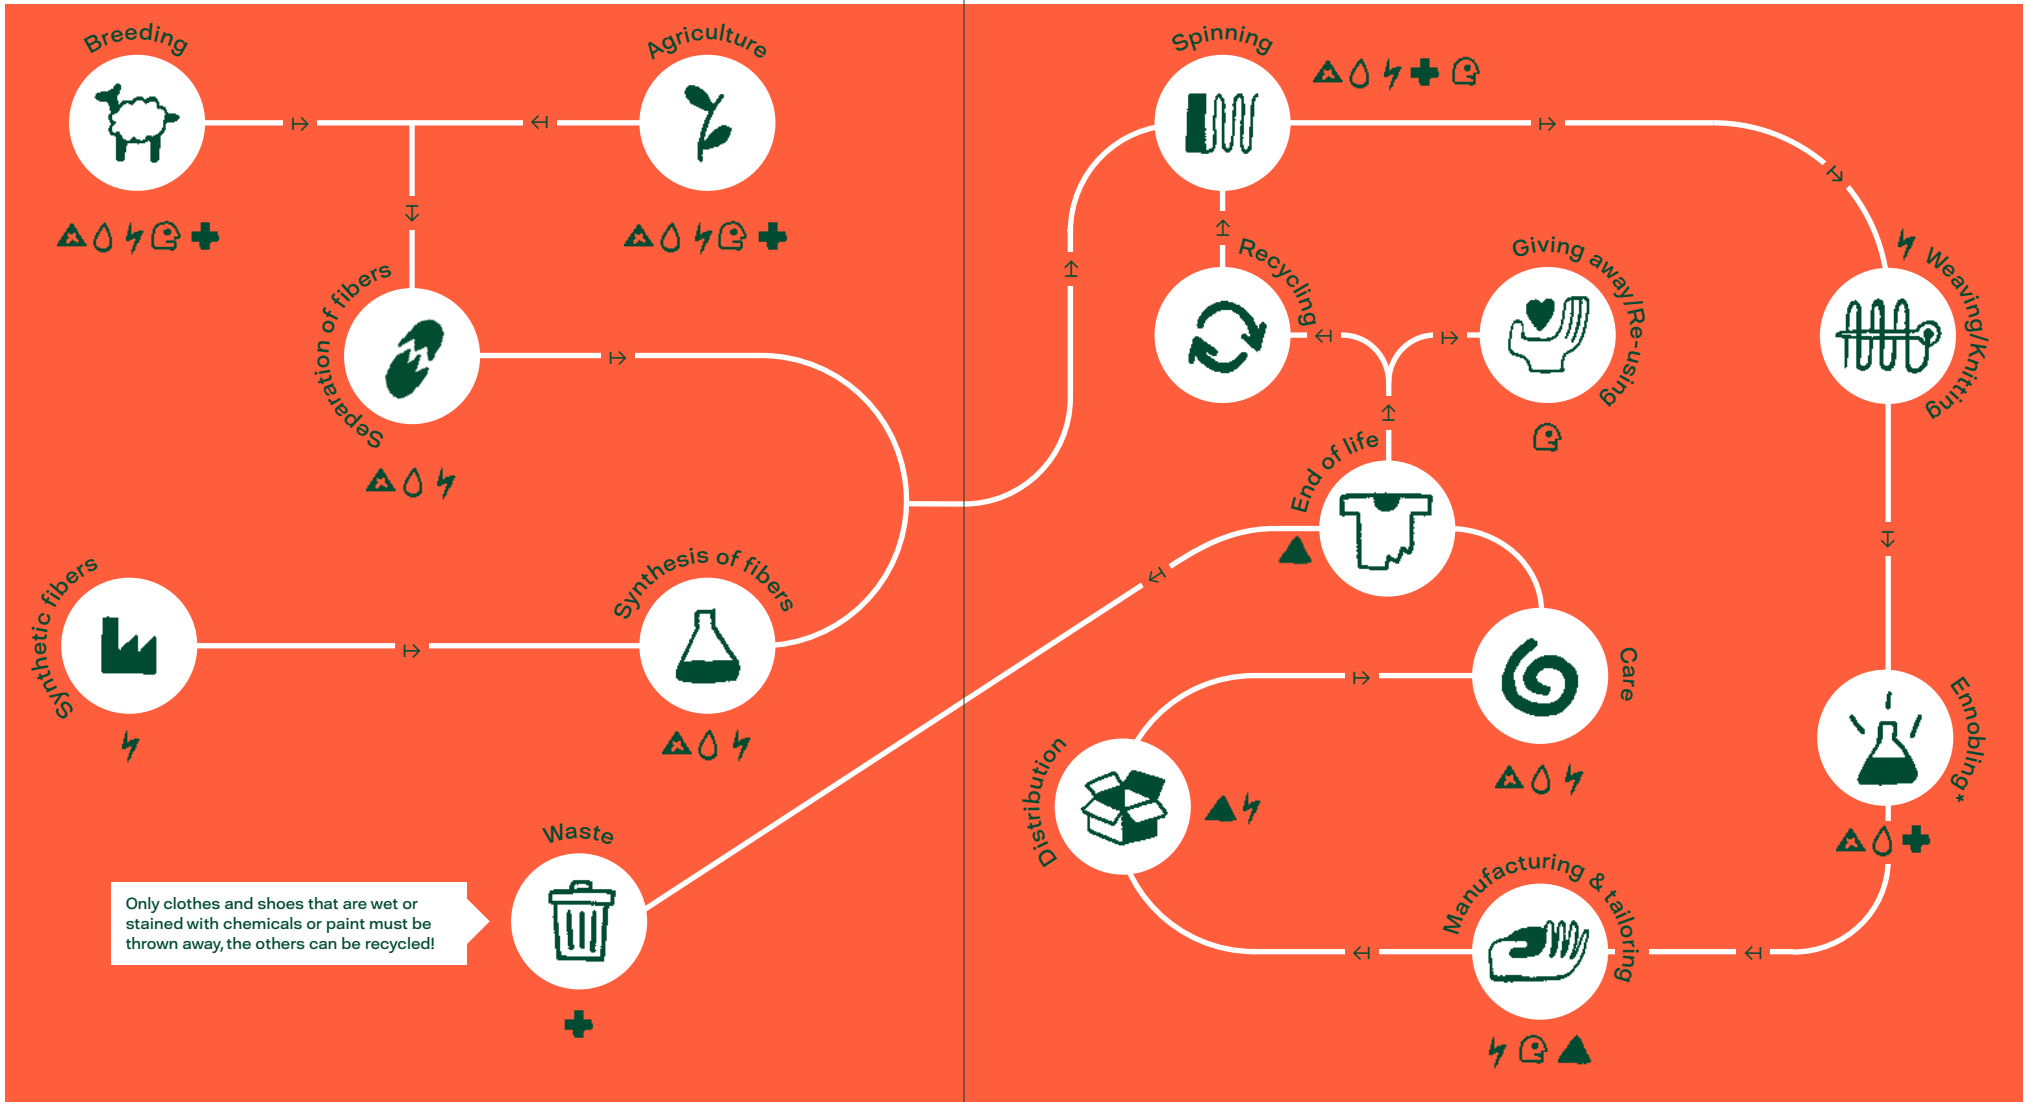 Breeding
Agriculture
Separation of fibers
Synthetic fibers
Synthesis of fibers
Waste
Only clothes and shoes that are wet or
stained with chemicals or paint must be
thrown away, the others can be recycled!
Spinning
Recycling
Giving away/Re-using
Weaving/Knitting
End of life
Care
Ennobling*
Distribution
Manufacturing & tailoring